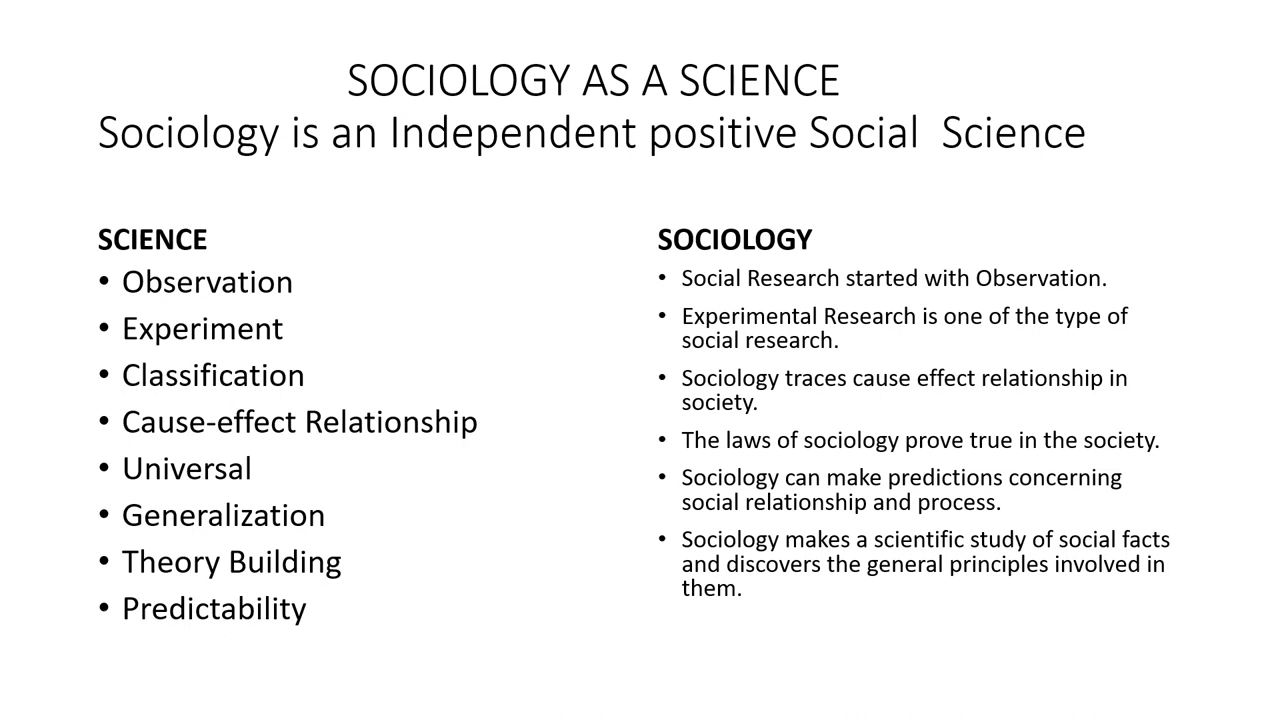 SOCIOLOGY AS A SCIENCE
Sociology is an Independent positive Social  Science
SCIENCE
• Observation
• Experiment
• Classification
• Cause-effect Relationship
• Universal
• Generalization
• Theory Building
• Predictability
SOCIOLOGY
• Social Research started with Observation.
• Experimental Research is one of the type of
social research.
• Sociology traces cause effect relationship in
society.
• The laws of sociology prove true in the society.
• Sociology can make predictions concerning
social relationship and process.
• Sociology makes a scientific study of social facts
and discovers the general principles involved in
them.